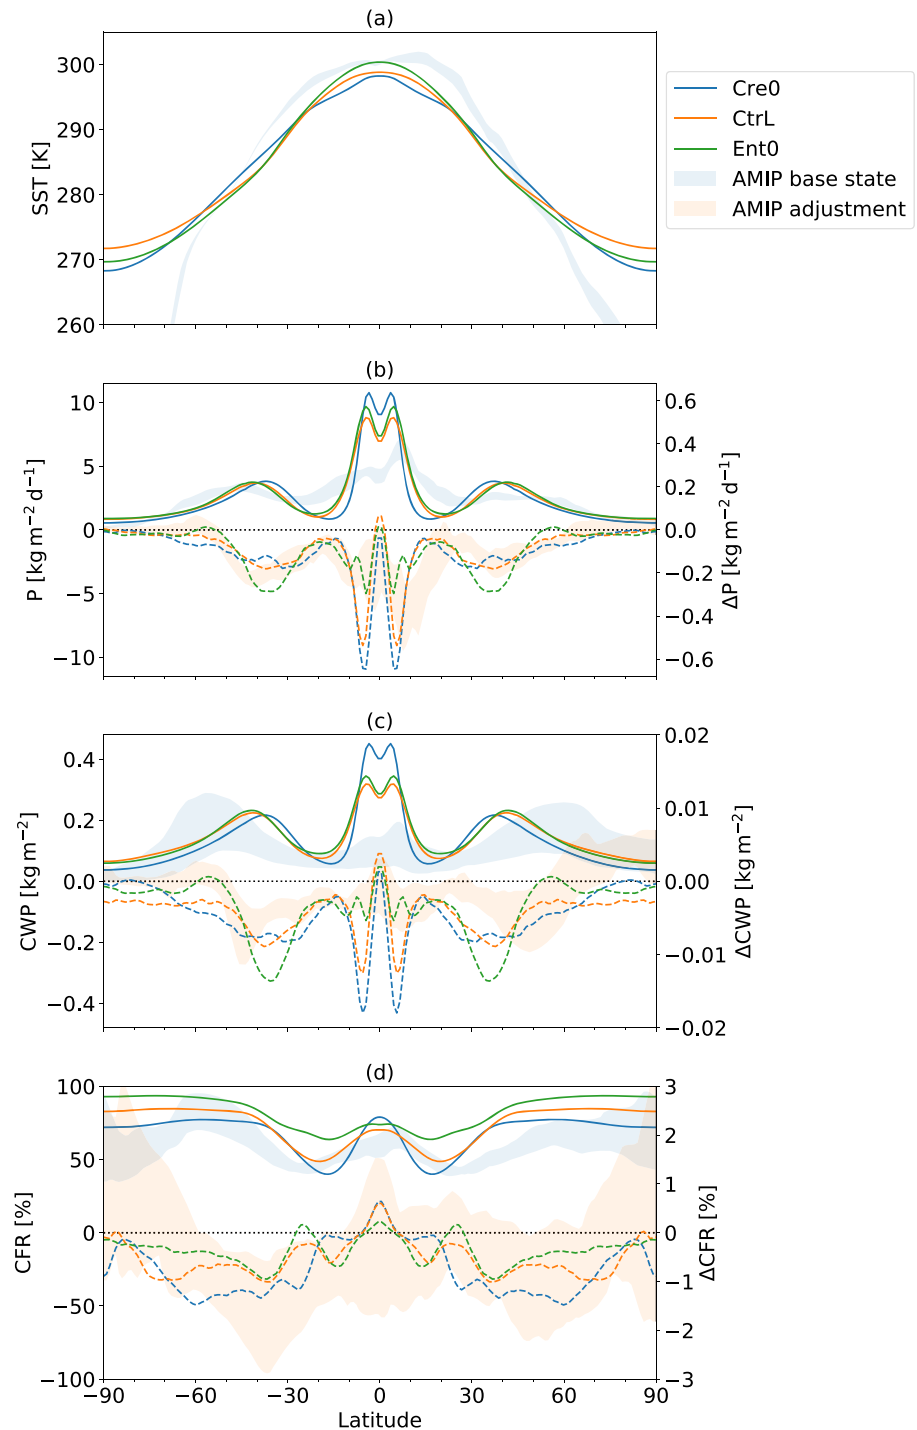 (a)
300
290
280
270
260
SST [K]
Cre0
CtrL
Ent0
AMIP base state
AMIP adjustment
(b)
10
5
0
−5
−10
P [kg m−2 d−1]
0.6
0.4
0.2
0.0
−0.2
−0.4
−0.6
ΔP [kg m−2 d−1]
(c)
0.4
0.2
0.0
−0.2
−0.4
CWP [kg m−2]
0.02
0.01
0.00
−0.01
−0.02
ΔCWP [kg m−2]
(d)
100
50
0
−50
−100
CFR [%]
3
2
1
0
−1
−2
−3
ΔCFR [%]
−90 −60 −30 0 30 60 90
Latitude